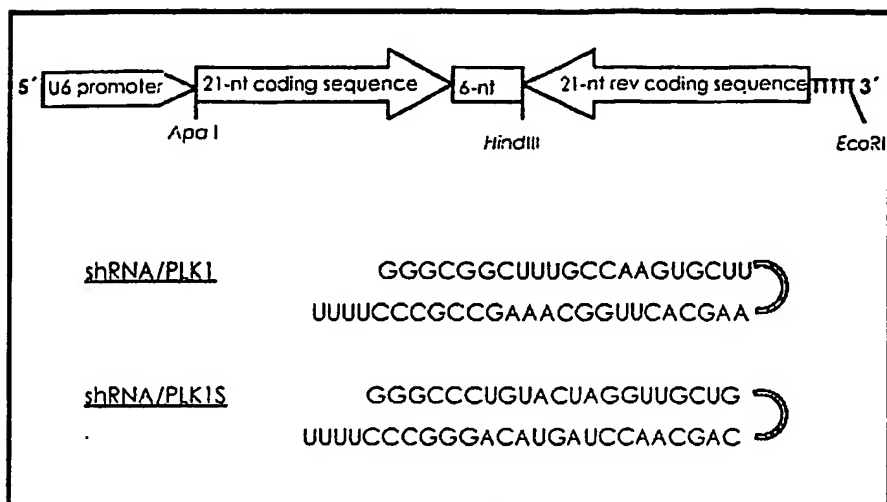 5´ U6 promoter 21-nt coding sequence 6-nt 21-nt rev coding sequence TTTTT 3´
Apa I HindIII EcoRI
shRNA/PLK1 GGGCGGCUUUGCCAAGUGCUU
UUUUCCCGCCGAAACGGUUCACGAA
shRNA/PLK1S GGGCCCUGUACUAGGUUGCUG
UUUUCCCGGGACAUGAUCCAACGAC